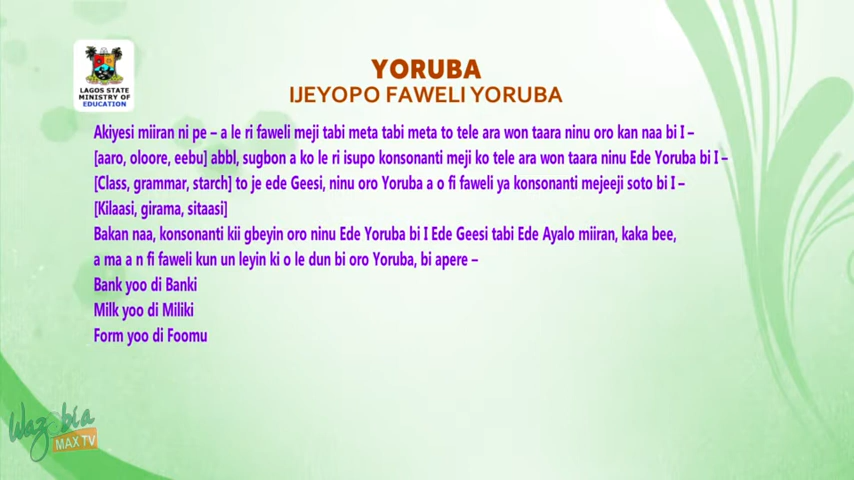 LAGOS STATE
MINISTRY OF
EDUCATION
YORUBA
IJEYOPO FAWELI YORUBA
Akiyesi miiran ni pe – a le ri faweli meji tabi meta tabi meta to tele ara won taara ninu oro kan naa bi I –
[aaro, oloore, eebu] abbl, sugbon a ko le ri isupo konsonanti meji ko tele ara won taara ninu Ede Yoruba bi I –
[Class, grammar, starch] to je ede Geesi, ninu oro Yoruba a o fi faweli ya konsonanti mejeeji soto bi I –
[Kilaasi, girama, sitaasi]
Bakan naa, konsonanti kii gbeyin oro ninu Ede Yoruba bi I Ede Geesi tabi Ede Ayalo miiran, kaka bee,
a ma a n fi faweli kun un leyin ki o le dun bi oro Yoruba, bi apere –
Bank yoo di Banki
Milk yoo di Miliki
Form yoo di Foomu
Wazobia
MAX TV